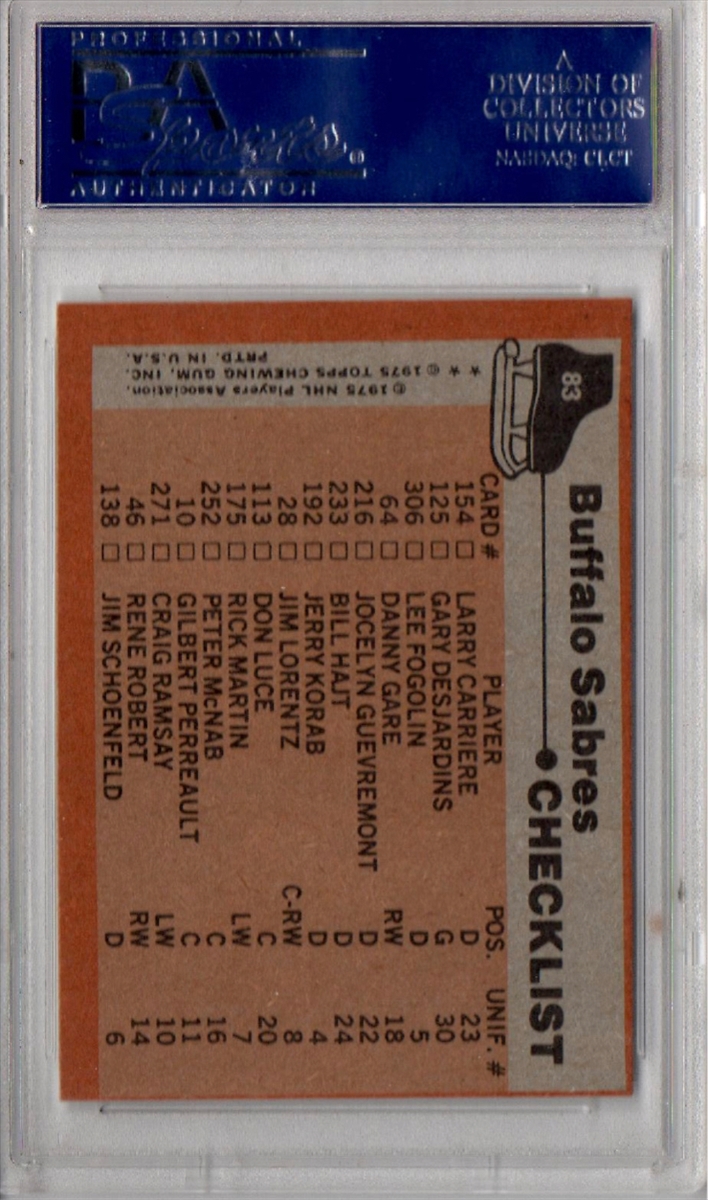 PROFESSIONAL
PSA
Sports®
AUTHENTICATOR
A
DIVISION OF
COLLECTORS
UNIVERSE
NASDAQ: CLCT
83
Buffalo Sabres
CHECKLIST
CARD # PLAYER POS. UNIF. #
154 □ LARRY CARRIERE D 23
125 □ GARY DESJARDINS G 30
306 □ LEE FOGOLIN D 5
64 □ DANNY GARE RW 18
216 □ JOCELYN GUEVREMONT D 22
233 □ BILL HAJT D 24
192 □ JERRY KORAB D 4
28 □ JIM LORENTZ C-RW 8
113 □ DON LUCE C 20
175 □ RICK MARTIN LW 7
252 □ PETER McNAB C 16
10 □ GILBERT PERREAULT C 11
271 □ CRAIG RAMSAY LW 10
46 □ RENE ROBERT RW 14
138 □ JIM SCHOENFELD D 6
© 1975 NHL Players Association.
★ ★ © 1975 TOPPS CHEWING GUM, INC.
PRTD. IN U.S.A.